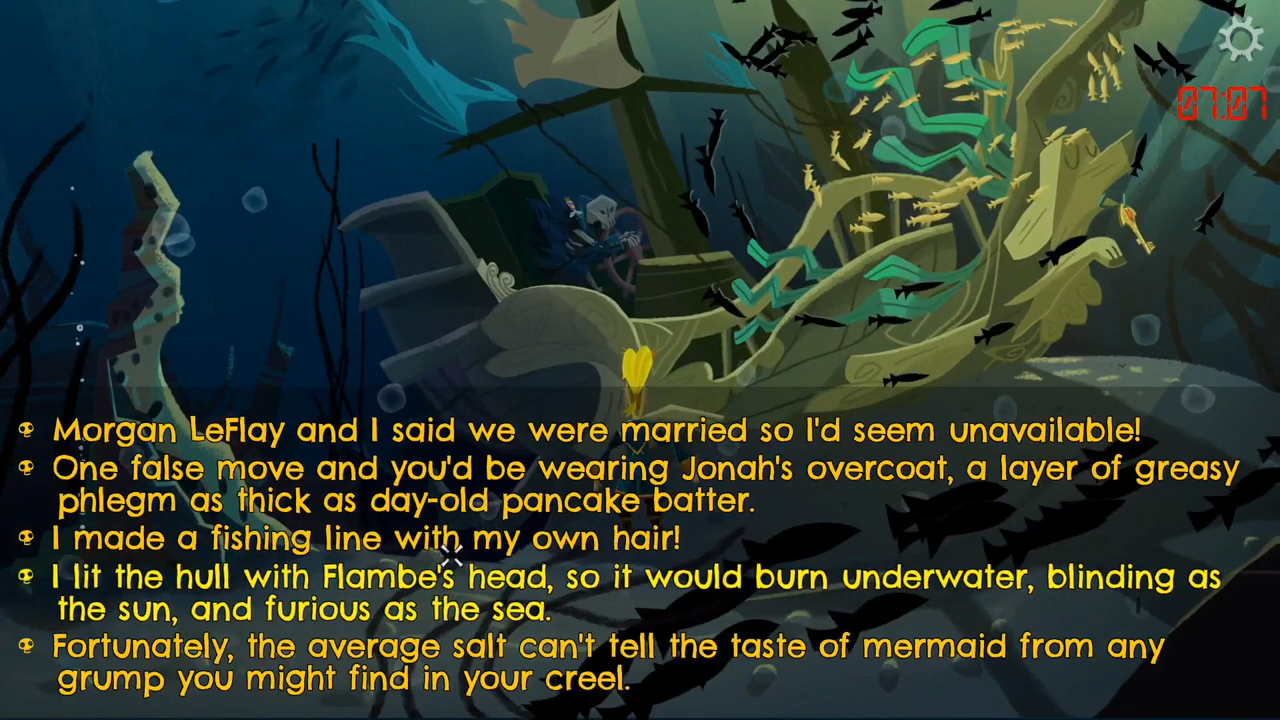 07:07
Morgan LeFlay and I said we were married so I'd seem unavailable!
One false move and you'd be wearing Jonah's overcoat, a layer of greasy
phlegm as thick as day-old pancake batter.
I made a fishing line with my own hair!
I lit the hull with Flambe's head, so it would burn underwater, blinding as
the sun, and furious as the sea.
Fortunately, the average salt can't tell the taste of mermaid from any
grump you might find in your creel.